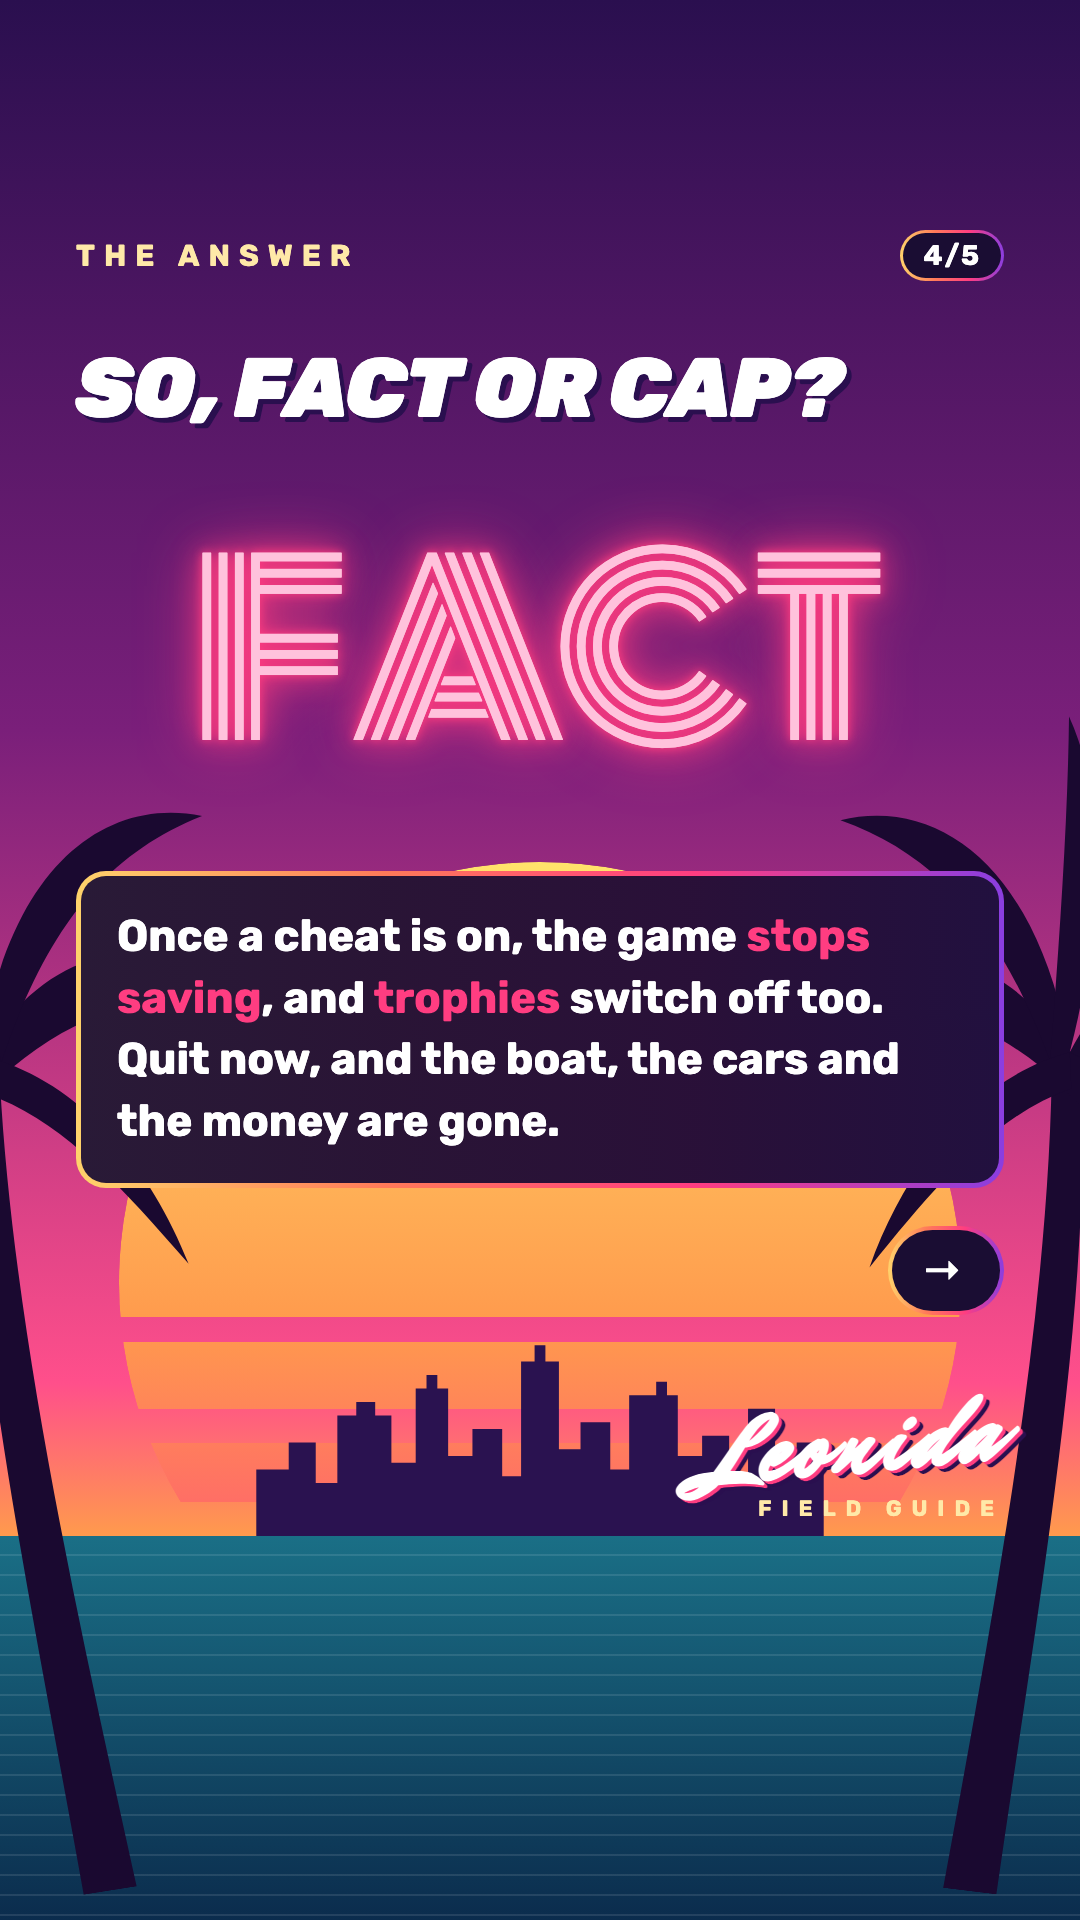 THE ANSWER
4/5
SO, FACT OR CAP?
FACT
Once a cheat is on, the game stops
saving, and trophies switch off too.
Quit now, and the boat, the cars and
the money are gone.
→
Leonida
FIELD GUIDE